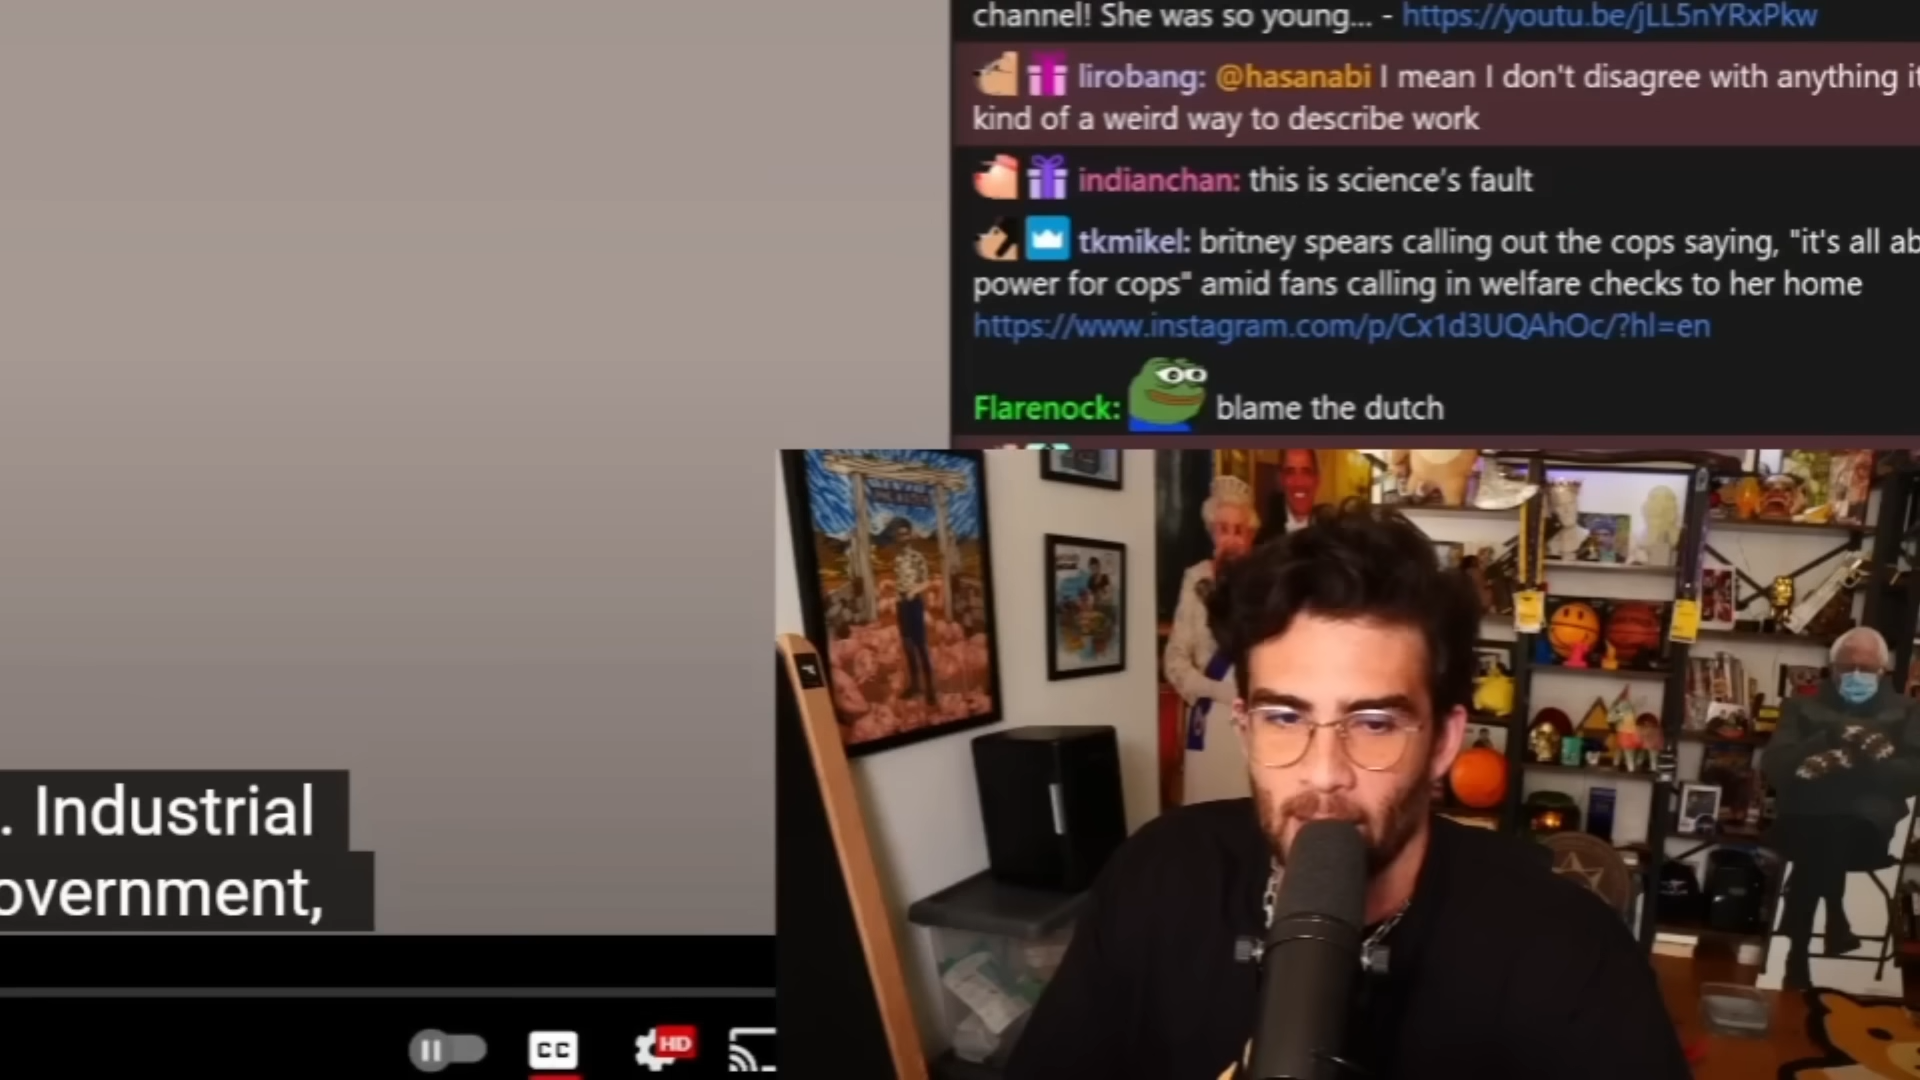 channel! She was so young... - https://youtu.be/jLL5nYRxPkw
lirobang: @hasanabi I mean I don't disagree with anything it
kind of a weird way to describe work
indianchan: this is science's fault
tkmikel: britney spears calling out the cops saying, "it's all ab
power for cops" amid fans calling in welfare checks to her home
https://www.instagram.com/p/Cx1d3UQAhOc/?hl=en
Flarenock: blame the dutch
. Industrial
overnment,
CC
HD